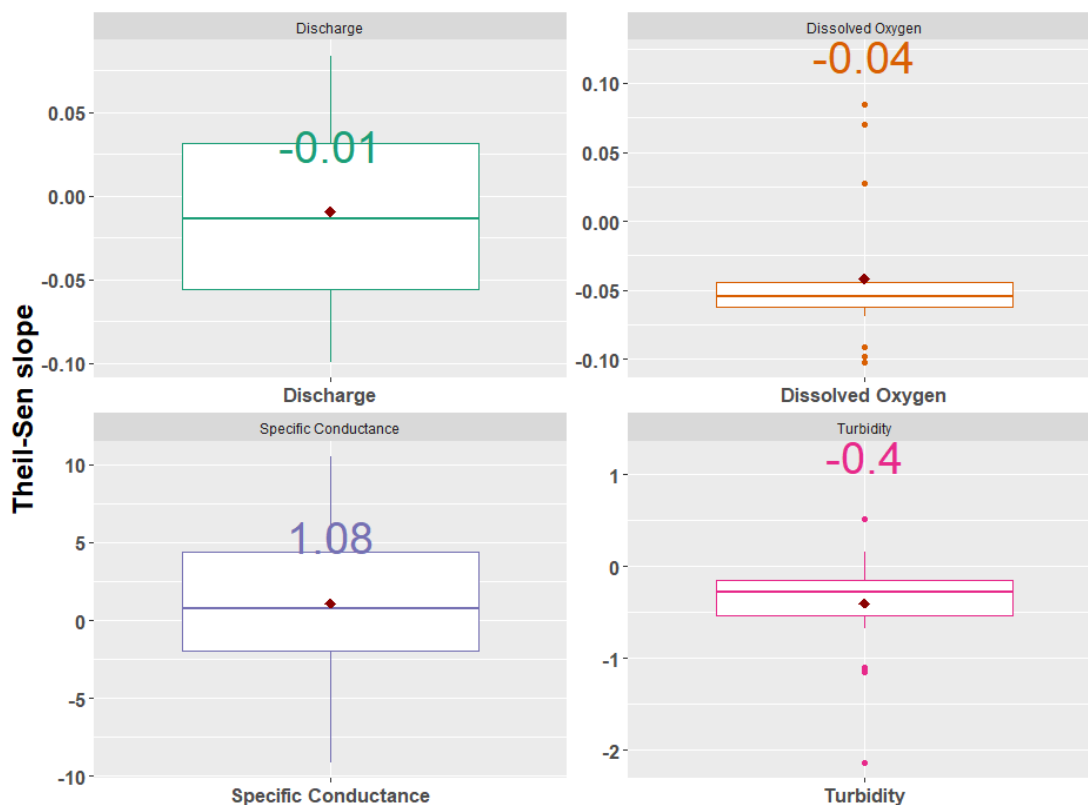 Theil-Sen slope
Discharge
-0.01
0.05
0.00
-0.05
-0.10
Discharge
Dissolved Oxygen
-0.04
0.10
0.05
0.00
-0.05
-0.10
Dissolved Oxygen
Specific Conductance
1.08
10
5
0
-5
-10
Specific Conductance
Turbidity
-0.4
1
0
-1
-2
Turbidity